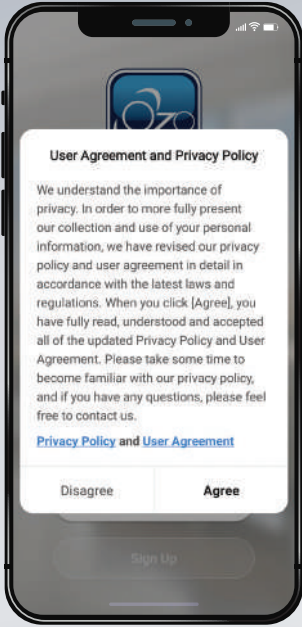 User Agreement and Privacy Policy
We understand the importance of
privacy. In order to more fully present
our collection and use of your personal
information, we have revised our privacy
policy and user agreement in detail in
accordance with the latest laws and
regulations. When you click [Agree], you
have fully read, understood and accepted
all of the updated Privacy Policy and User
Agreement. Please take some time to
become familiar with our privacy policy,
and if you have any questions, please feel
free to contact us.
Privacy Policy and User Agreement
Disagree Agree
Sign Up